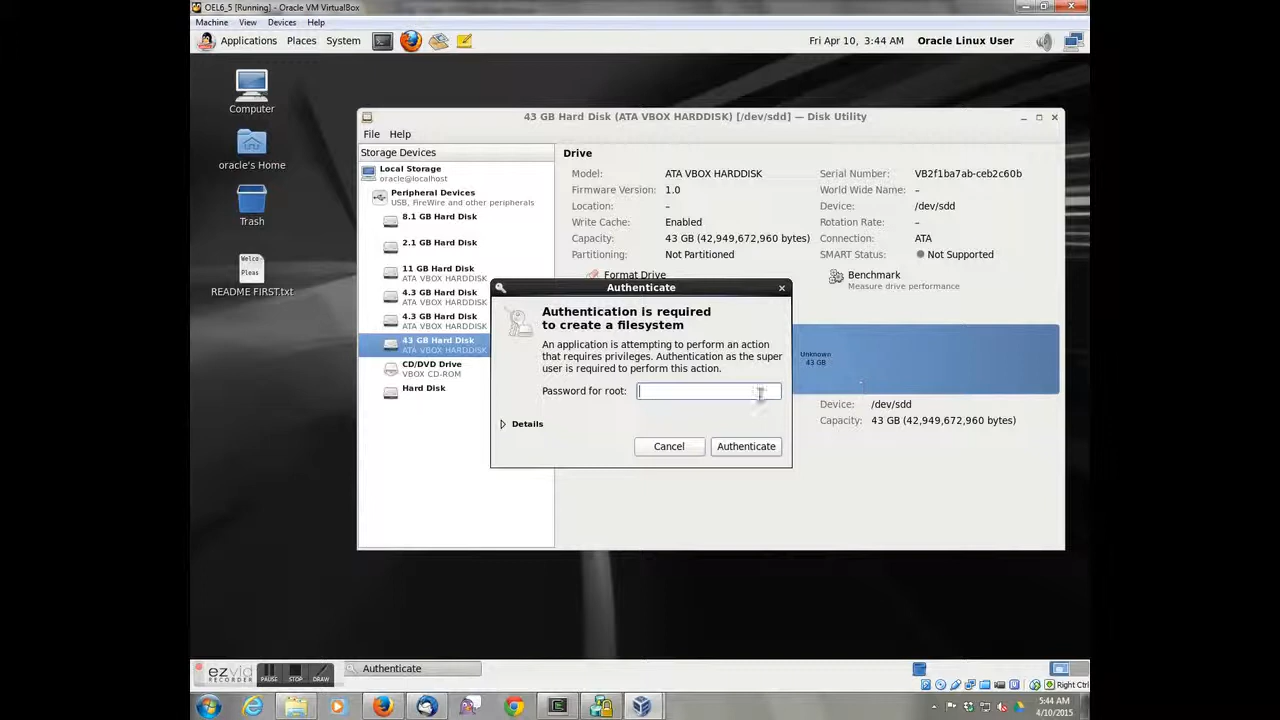 OEL6_5 [Running] - Oracle VM VirtualBox
Machine View Devices Help
Applications Places System
Fri Apr 10, 3:44 AM Oracle Linux User
Computer
oracle's Home
Trash
Welco
Pleas
README FIRST.txt
43 GB Hard Disk (ATA VBOX HARDDISK) [/dev/sdd] — Disk Utility
File Help
Storage Devices
Local Storage
oracle@localhost
Peripheral Devices
USB, FireWire and other peripherals
8.1 GB Hard Disk
2.1 GB Hard Disk
11 GB Hard Disk
ATA VBOX HARDDISK
4.3 GB Hard Disk
ATA VBOX HARDDISK
4.3 GB Hard Disk
ATA VBOX HARDDISK
43 GB Hard Disk
ATA VBOX HARDDISK
CD/DVD Drive
VBOX CD-ROM
Hard Disk
Drive
Model: ATA VBOX HARDDISK
Serial Number: VB2f1ba7ab-ceb2c60b
Firmware Version: 1.0
World Wide Name: –
Location: –
Device: /dev/sdd
Write Cache: Enabled
Rotation Rate: –
Capacity: 43 GB (42,949,672,960 bytes)
Connection: ATA
Partitioning: Not Partitioned
SMART Status: Not Supported
Format Drive
Benchmark
Measure drive performance
Unknown
43 GB
Device: /dev/sdd
Capacity: 43 GB (42,949,672,960 bytes)
Authenticate
Authentication is required
to create a filesystem
An application is attempting to perform an action
that requires privileges. Authentication as the super
user is required to perform this action.
Password for root:
Details
Cancel Authenticate
ezvid
RECORDER
PAUSE STOP DRAW
Authenticate
Right Ctrl
5:44 AM
4/10/2015